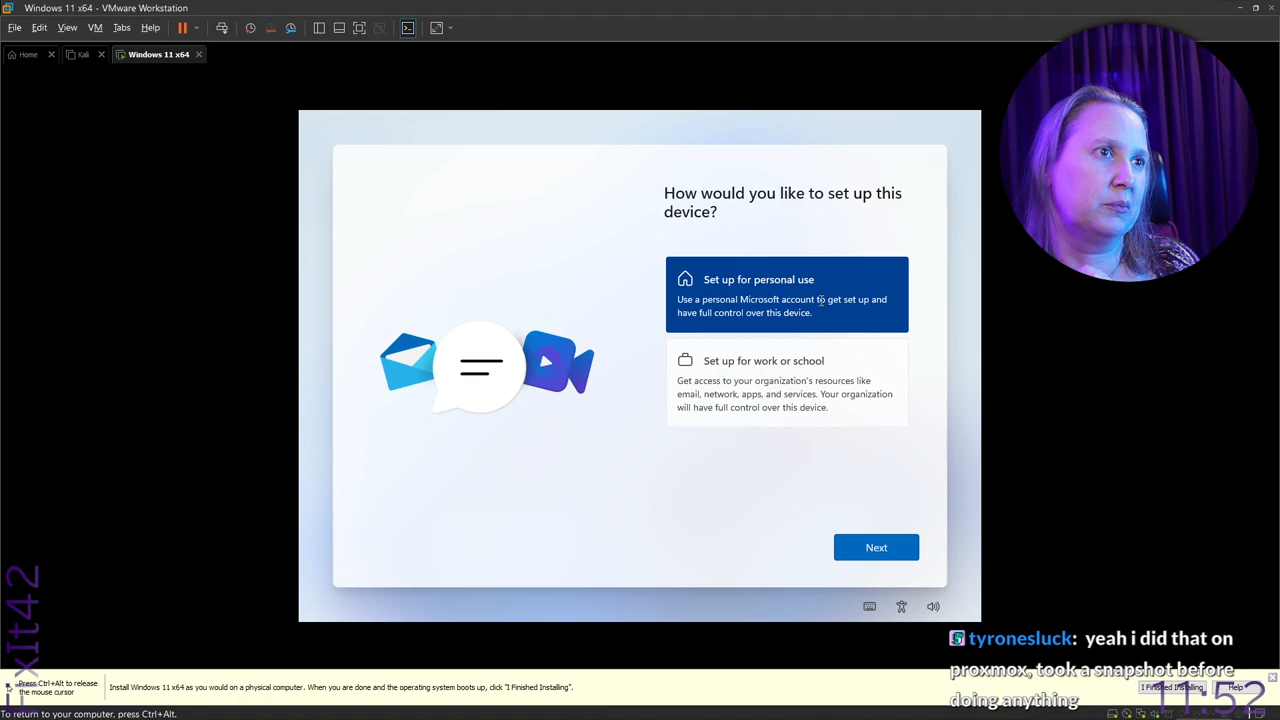 Windows 11 x64 - VMware Workstation
File Edit View VM Tabs Help
Home Kali Windows 11 x64
How would you like to set up this
device?
Set up for personal use
Use a personal Microsoft account to get set up and
have full control over this device.
Set up for work or school
Get access to your organization's resources like
email, network, apps, and services. Your organization
will have full control over this device.
Next
ExIt42
tyronesluck: yeah i did that on
proxmox, took a snapshot before
doing anything
Press Ctrl+Alt to release
the mouse cursor
Install Windows 11 x64 as you would on a physical computer. When you are done and the operating system boots up, click "I Finished Installing".
I Finished Installing
Help
11:52
To return to your computer, press Ctrl+Alt.